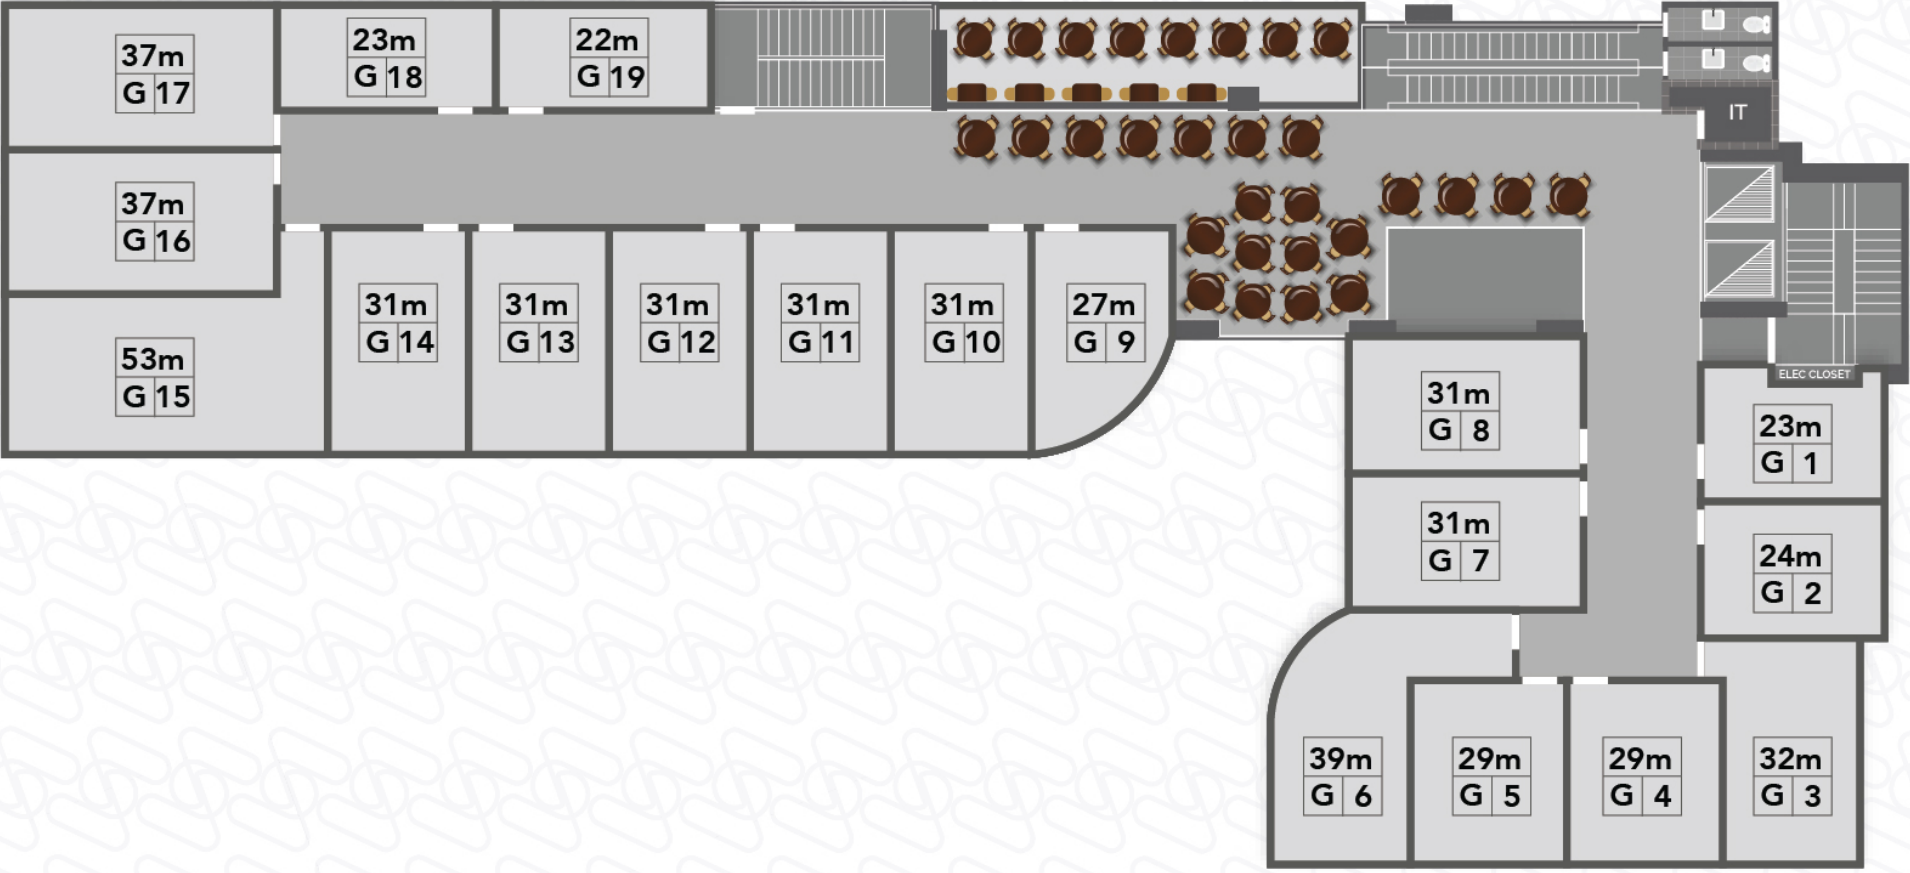 37m
G 17
23m
G 18
22m
G 19
IT
37m
G 16
53m
G 15
31m
G 14
31m
G 13
31m
G 12
31m
G 11
31m
G 10
27m
G 9
31m
G 8
31m
G 7
ELEC CLOSET
23m
G 1
24m
G 2
39m
G 6
29m
G 5
29m
G 4
32m
G 3